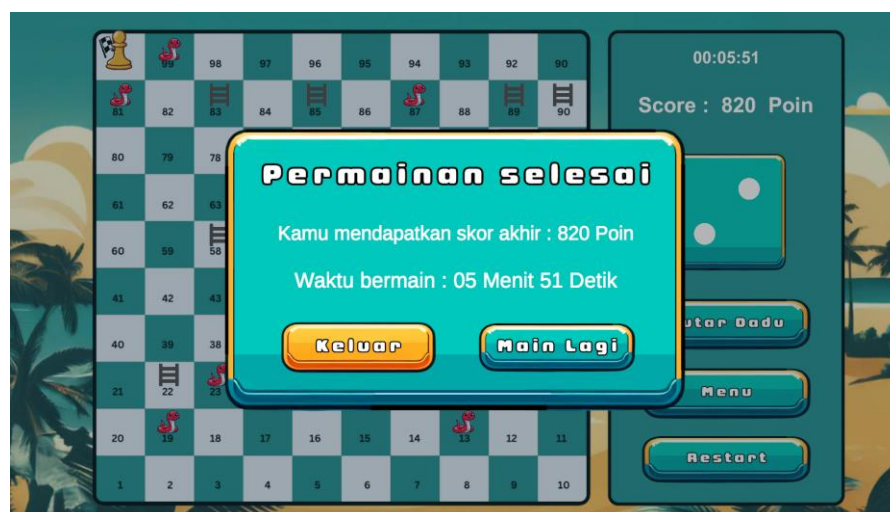 99 98 97 96 95 94 93 92 90
81 82 83 84 85 86 87 88 89 90
80 79 78
61 62 63
60 59 58
41 42 43
40 39 38
21 22 23
20 19 18 17 16 15 14 13 12 11
1 2 3 4 5 6 7 8 9 10
Permainan selesai
Kamu mendapatkan skor akhir : 820 Poin
Waktu bermain : 05 Menit 51 Detik
Keluar
Main Lagi
00:05:51
Score : 820 Poin
utar Dadu
Menu
Restart